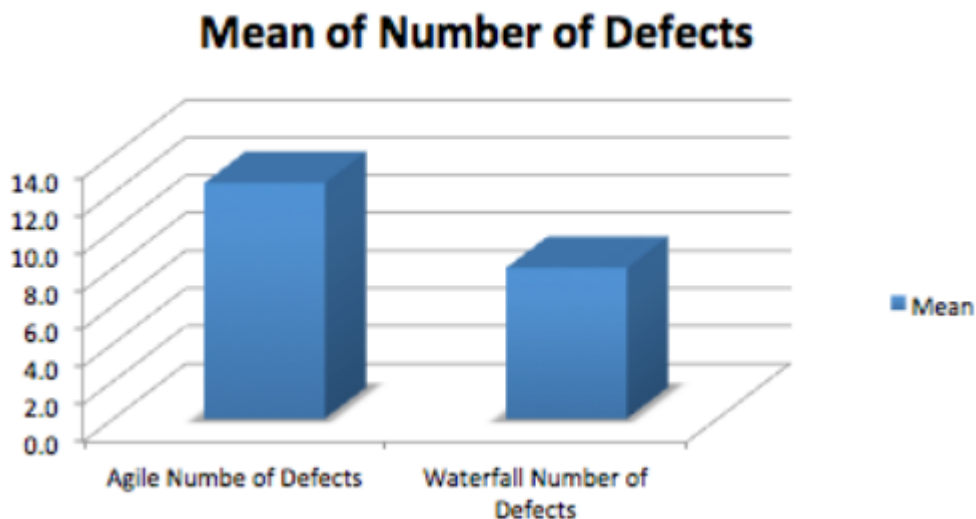 Mean of Number of Defects
14.0
12.0
10.0
8.0
6.0
4.0
2.0
0.0
Agile Numbe of Defects
Waterfall Number of
Defects
Mean